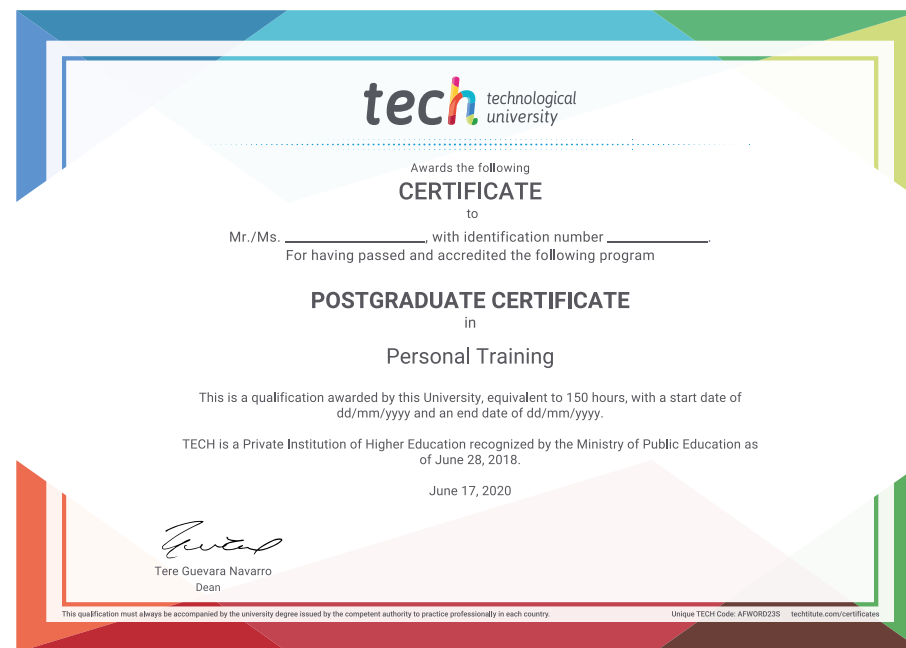 tech technological
university
Awards the following
CERTIFICATE
to
Mr./Ms. ____________________, with identification number ______________.
For having passed and accredited the following program
POSTGRADUATE CERTIFICATE
in
Personal Training
This is a qualification awarded by this University, equivalent to 150 hours, with a start date of
dd/mm/yyyy and an end date of dd/mm/yyyy.
TECH is a Private Institution of Higher Education recognized by the Ministry of Public Education as
of June 28, 2018.
June 17, 2020
Tere Guevara Navarro
Dean
This qualification must always be accompanied by the university degree issued by the competent authority to practice professionally in each country.
Unique TECH Code: AFWORD23S techtitute.com/certificates